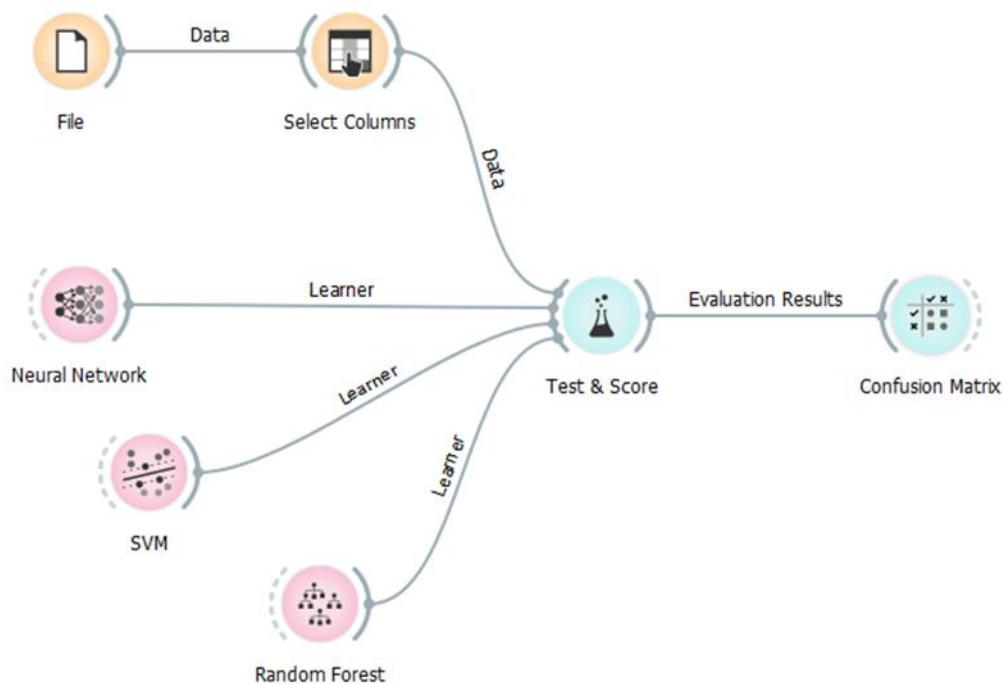 Data
File
Select Columns
Data
Learner
Evaluation Results
Neural Network
Learner
Test & Score
Confusion Matrix
Learner
SVM
Random Forest